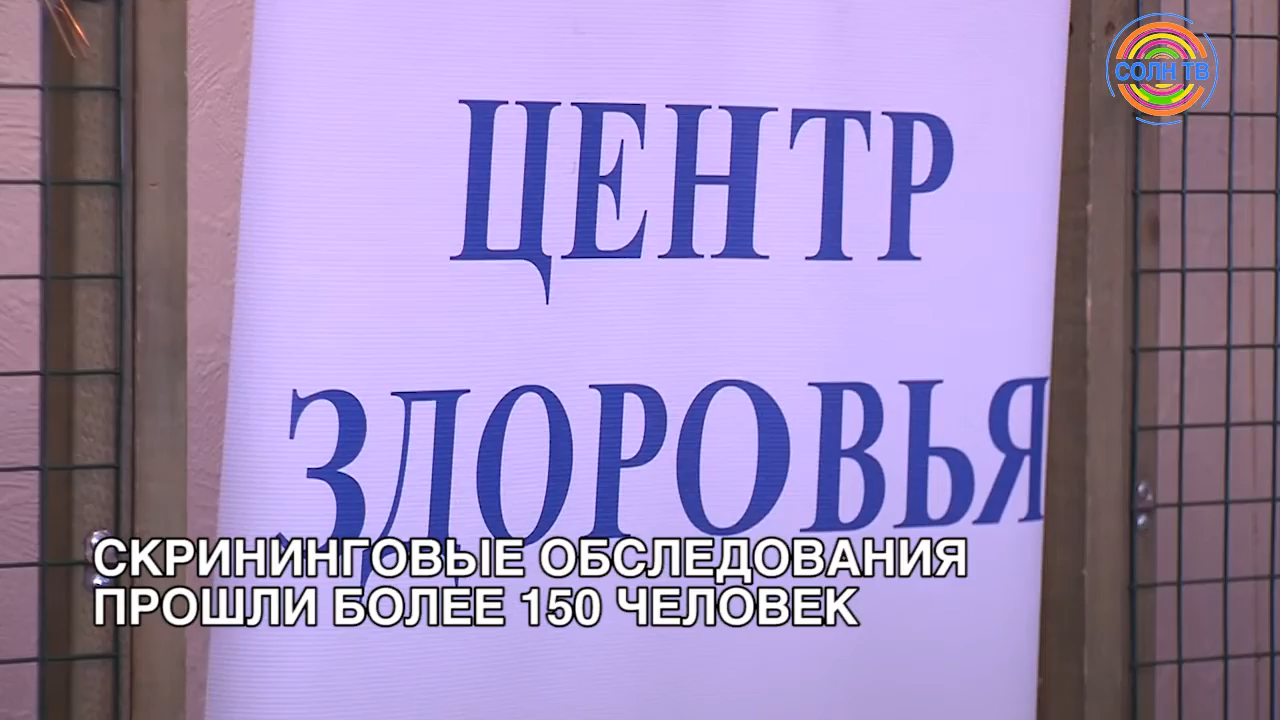 СОЛН ТВ
ЦЕНТР
ЗДОРОВЬЯ
СКРИНИНГОВЫЕ ОБСЛЕДОВАНИЯ
ПРОШЛИ БОЛЕЕ 150 ЧЕЛОВЕК